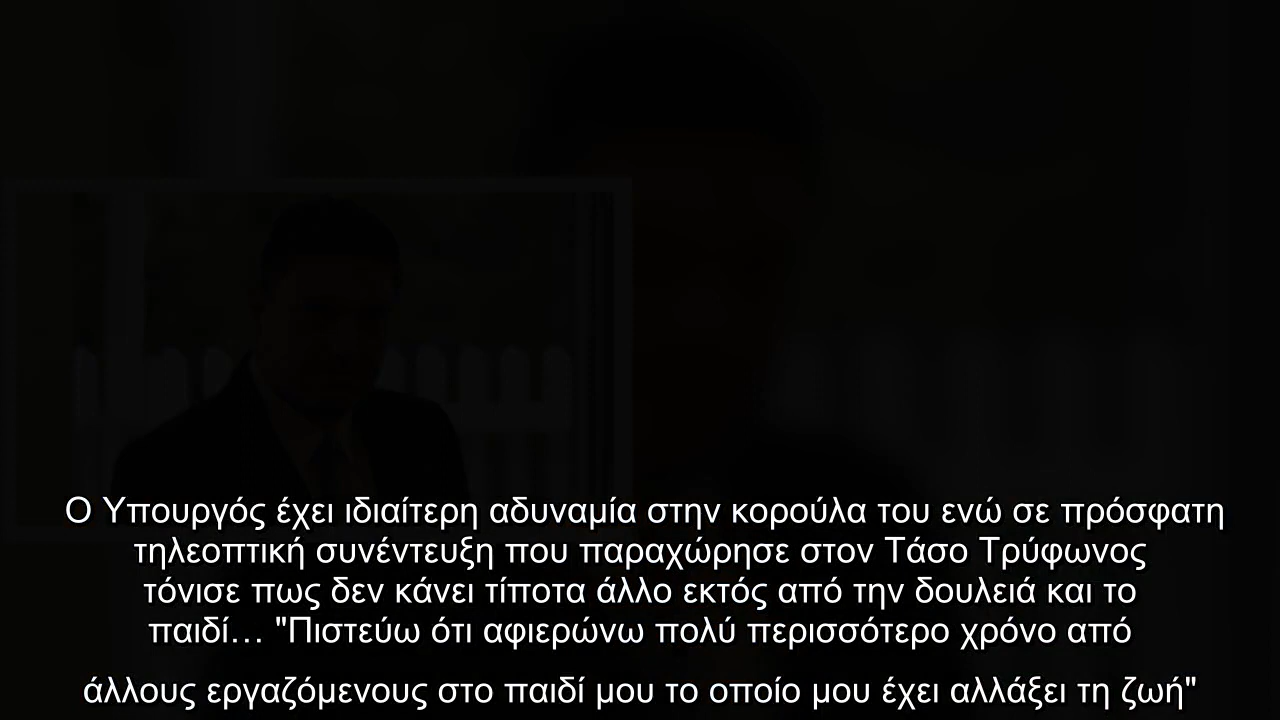 Ο Υπουργός έχει ιδιαίτερη αδυναμία στην κορούλα του ενώ σε πρόσφατη
τηλεοπτική συνέντευξη που παραχώρησε στον Τάσο Τρύφωνος
τόνισε πως δεν κάνει τίποτα άλλο εκτός από την δουλειά και το
παιδί… "Πιστεύω ότι αφιερώνω πολύ περισσότερο χρόνο από
άλλους εργαζόμενους στο παιδί μου το οποίο μου έχει αλλάξει τη ζωή"